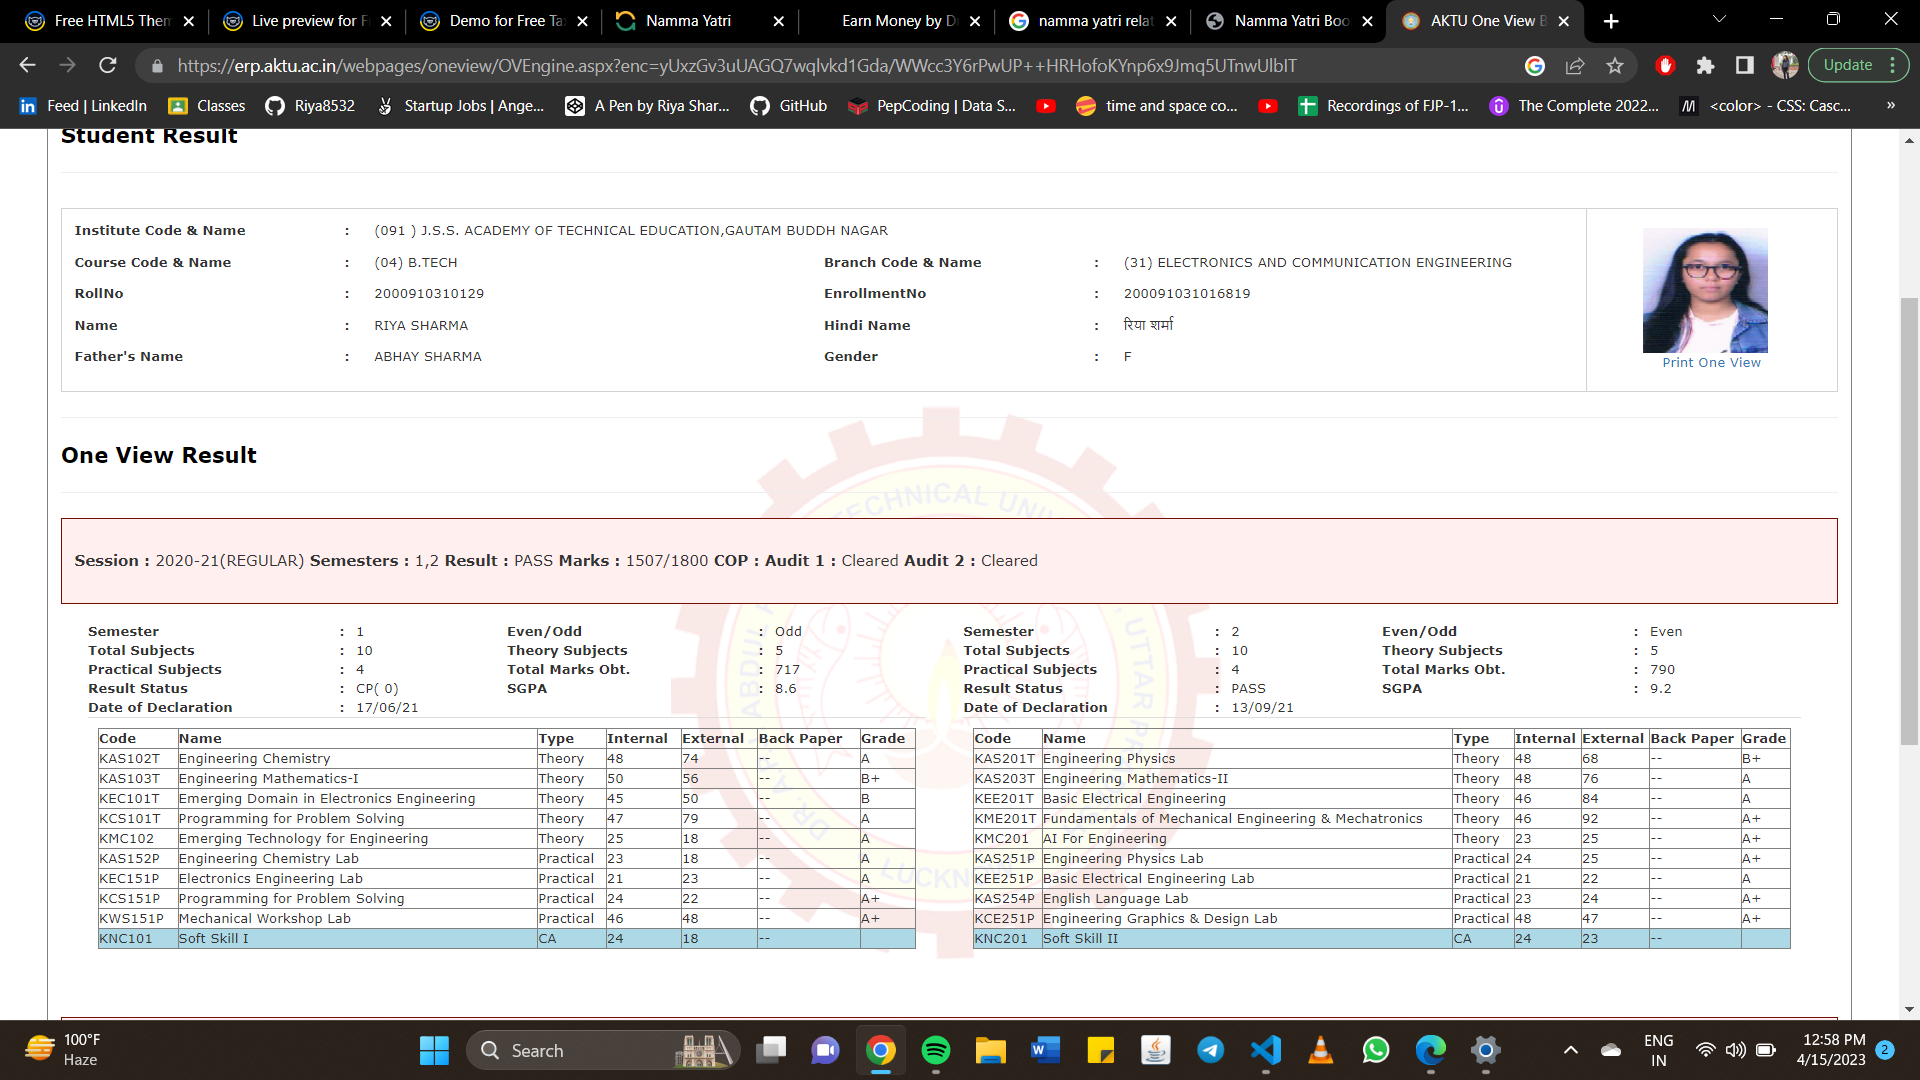 Free HTML5 Them
Live preview for F
Demo for Free Ta
Namma Yatri
Earn Money by D
namma yatri relat
Namma Yatri Boo
AKTU One View B
https://erp.aktu.ac.in/webpages/oneview/OVEngine.aspx?enc=yUxzGv3uUAGQ7wqlvkd1Gda/WWcc3Y6rPwUP++HRHofoKYnp6x9Jmq5UTnwUlbIT
Update
Feed | LinkedIn
Classes
Riya8532
Startup Jobs | Ange...
A Pen by Riya Shar...
GitHub
PepCoding | Data S...
time and space co...
Recordings of FJP-1...
The Complete 2022...
<color> - CSS: Casc...
»
Student Result
Institute Code & Name : (091 ) J.S.S. ACADEMY OF TECHNICAL EDUCATION,GAUTAM BUDDH NAGAR
Course Code & Name : (04) B.TECH Branch Code & Name : (31) ELECTRONICS AND COMMUNICATION ENGINEERING
RollNo : 2000910310129 EnrollmentNo : 200091031016819
Name : RIYA SHARMA Hindi Name : रिया शर्मा
Father's Name : ABHAY SHARMA Gender : F
Print One View
One View Result
Session : 2020-21(REGULAR) Semesters : 1,2 Result : PASS Marks : 1507/1800 COP : Audit 1 : Cleared Audit 2 : Cleared
Semester : 1 Even/Odd : Odd
Total Subjects : 10 Theory Subjects : 5
Practical Subjects : 4 Total Marks Obt. : 717
Result Status : CP( 0) SGPA : 8.6
Date of Declaration : 17/06/21
Code Name Type Internal External Back Paper Grade
KAS102T Engineering Chemistry Theory 48 74 -- A
KAS103T Engineering Mathematics-I Theory 50 56 -- B+
KEC101T Emerging Domain in Electronics Engineering Theory 45 50 -- B
KCS101T Programming for Problem Solving Theory 47 79 -- A
KMC102 Emerging Technology for Engineering Theory 25 18 -- A
KAS152P Engineering Chemistry Lab Practical 23 18 -- A
KEC151P Electronics Engineering Lab Practical 21 23 -- A
KCS151P Programming for Problem Solving Practical 24 22 -- A+
KWS151P Mechanical Workshop Lab Practical 46 48 -- A+
KNC101 Soft Skill I CA 24 18 --
Semester : 2 Even/Odd : Even
Total Subjects : 10 Theory Subjects : 5
Practical Subjects : 4 Total Marks Obt. : 790
Result Status : PASS SGPA : 9.2
Date of Declaration : 13/09/21
Code Name Type Internal External Back Paper Grade
KAS201T Engineering Physics Theory 48 68 -- B+
KAS203T Engineering Mathematics-II Theory 48 76 -- A
KEE201T Basic Electrical Engineering Theory 46 84 -- A
KME201T Fundamentals of Mechanical Engineering & Mechatronics Theory 46 92 -- A+
KMC201 AI For Engineering Theory 23 25 -- A+
KAS251P Engineering Physics Lab Practical 24 25 -- A+
KEE251P Basic Electrical Engineering Lab Practical 21 22 -- A
KAS254P English Language Lab Practical 23 24 -- A+
KCE251P Engineering Graphics & Design Lab Practical 48 47 -- A+
KNC201 Soft Skill II CA 24 23 --
100°F
Haze
Search
ENG
IN
12:58 PM
4/15/2023
2